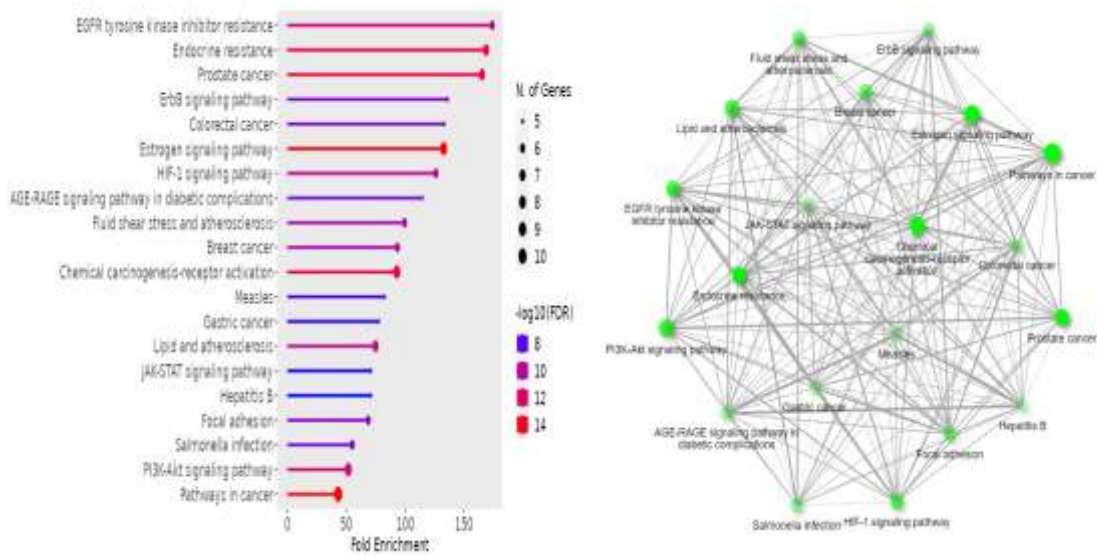 EGFR tyrosine kinase inhibitor resistance
Endocrine resistance
Prostate cancer
ErbB signaling pathway
Colorectal cancer
Estrogen signaling pathway
HIF-1 signaling pathway
AGE-RAGE signaling pathway in diabetic complications
Fluid shear stress and atherosclerosis
Breast cancer
Chemical carcinogenesis-receptor activation
Measles
Gastric cancer
Lipid and atherosclerosis
JAK-STAT signaling pathway
Hepatitis B
Focal adhesion
Salmonella infection
PI3K-Akt signaling pathway
Pathways in cancer
0 50 100 150
Fold Enrichment
N. of Genes
5
6
7
8
9
10
-log10(FDR)
8
10
12
14
ErbB signaling pathway
Fluid shear stress and
atherosclerosis
Breast cancer
Lipid and atherosclerosis
Estrogen signaling pathway
Pathways in cancer
EGFR tyrosine kinase
inhibitor resistance
JAK-STAT signaling pathway
Chemical
carcinogenesis-receptor
activation
Colorectal cancer
Endocrine resistance
PI3K-Akt signaling pathway
Prostate cancer
Measles
Gastric cancer
AGE-RAGE signaling pathway in
diabetic complications
Hepatitis B
Focal adhesion
Salmonella infection
HIF-1 signaling pathway